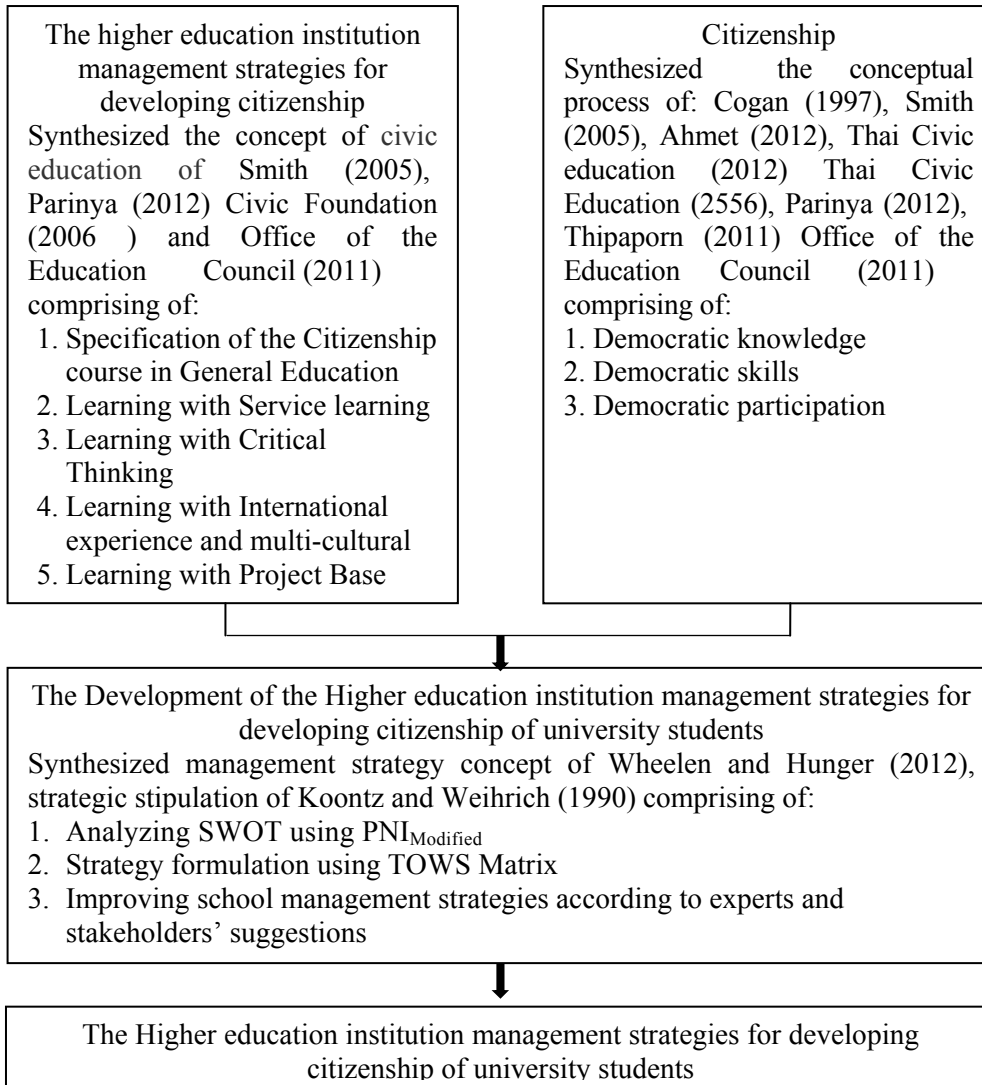 The higher education institution
management strategies for
developing citizenship
Synthesized the concept of civic
education of Smith (2005),
Parinya (2012) Civic Foundation
(2006 ) and Office of the
Education Council (2011)
comprising of:
1. Specification of the Citizenship
course in General Education
2. Learning with Service learning
3. Learning with Critical
Thinking
4. Learning with International
experience and multi-cultural
5. Learning with Project Base
Citizenship
Synthesized the conceptual
process of: Cogan (1997), Smith
(2005), Ahmet (2012), Thai Civic
education (2012) Thai Civic
Education (2556), Parinya (2012),
Thipaporn (2011) Office of the
Education Council (2011)
comprising of:
1. Democratic knowledge
2. Democratic skills
3. Democratic participation
The Development of the Higher education institution management strategies for
developing citizenship of university students
Synthesized management strategy concept of Wheelen and Hunger (2012),
strategic stipulation of Koontz and Weihrich (1990) comprising of:
1. Analyzing SWOT using PNIModified
2. Strategy formulation using TOWS Matrix
3. Improving school management strategies according to experts and
stakeholders' suggestions
The Higher education institution management strategies for developing
citizenship of university students